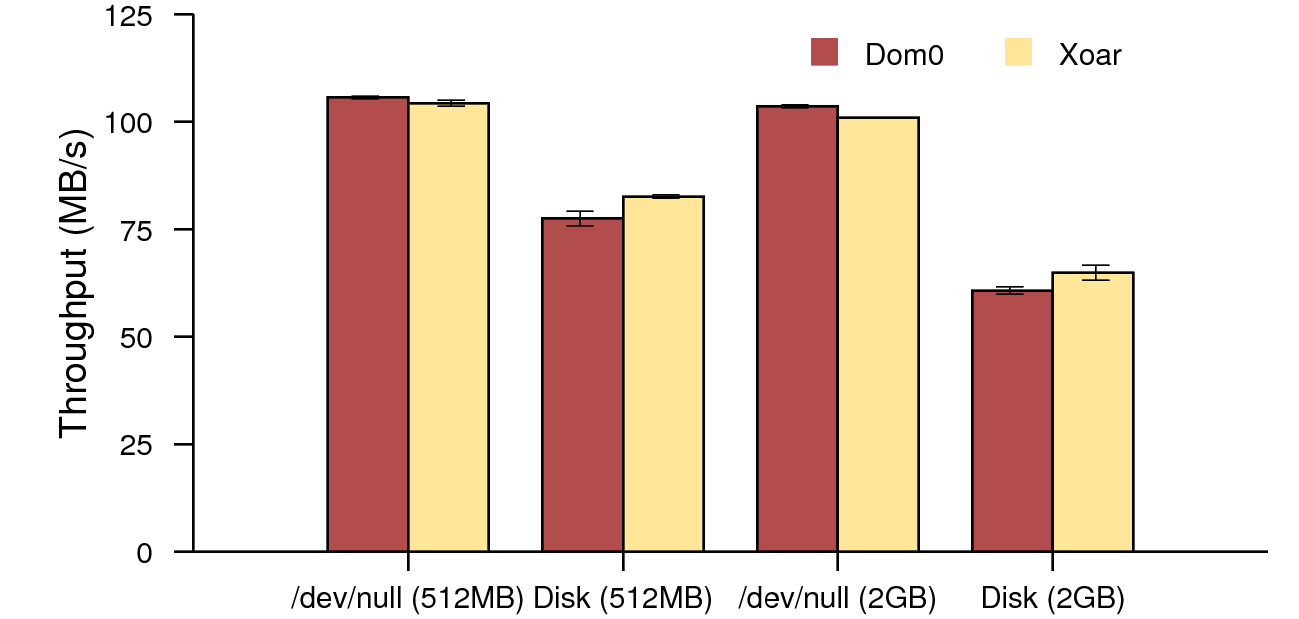 125
Dom0
Xoar
100
75
50
25
0
Throughput (MB/s)
/dev/null (512MB)
Disk (512MB)
/dev/null (2GB)
Disk (2GB)